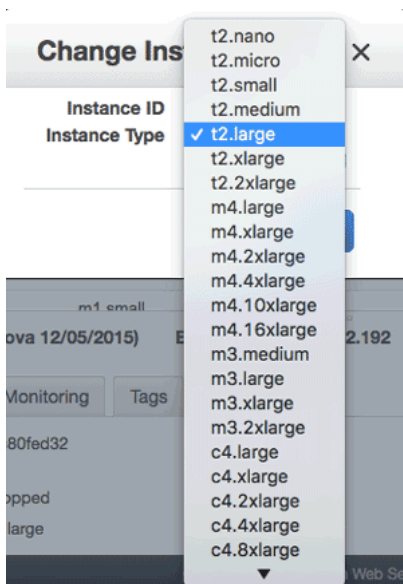 Change Ins
Instance ID
Instance Type
t2.nano
t2.micro
t2.small
t2.medium
✓ t2.large
t2.xlarge
t2.2xlarge
m4.large
m4.xlarge
m4.2xlarge
m4.4xlarge
m4.10xlarge
m4.16xlarge
m3.medium
m3.large
m3.xlarge
m3.2xlarge
c4.large
c4.xlarge
c4.2xlarge
c4.4xlarge
c4.8xlarge
m1.small
ova 12/05/2015) E 2.192
Monitoring Tags
80fed32
opped
large
Web Se